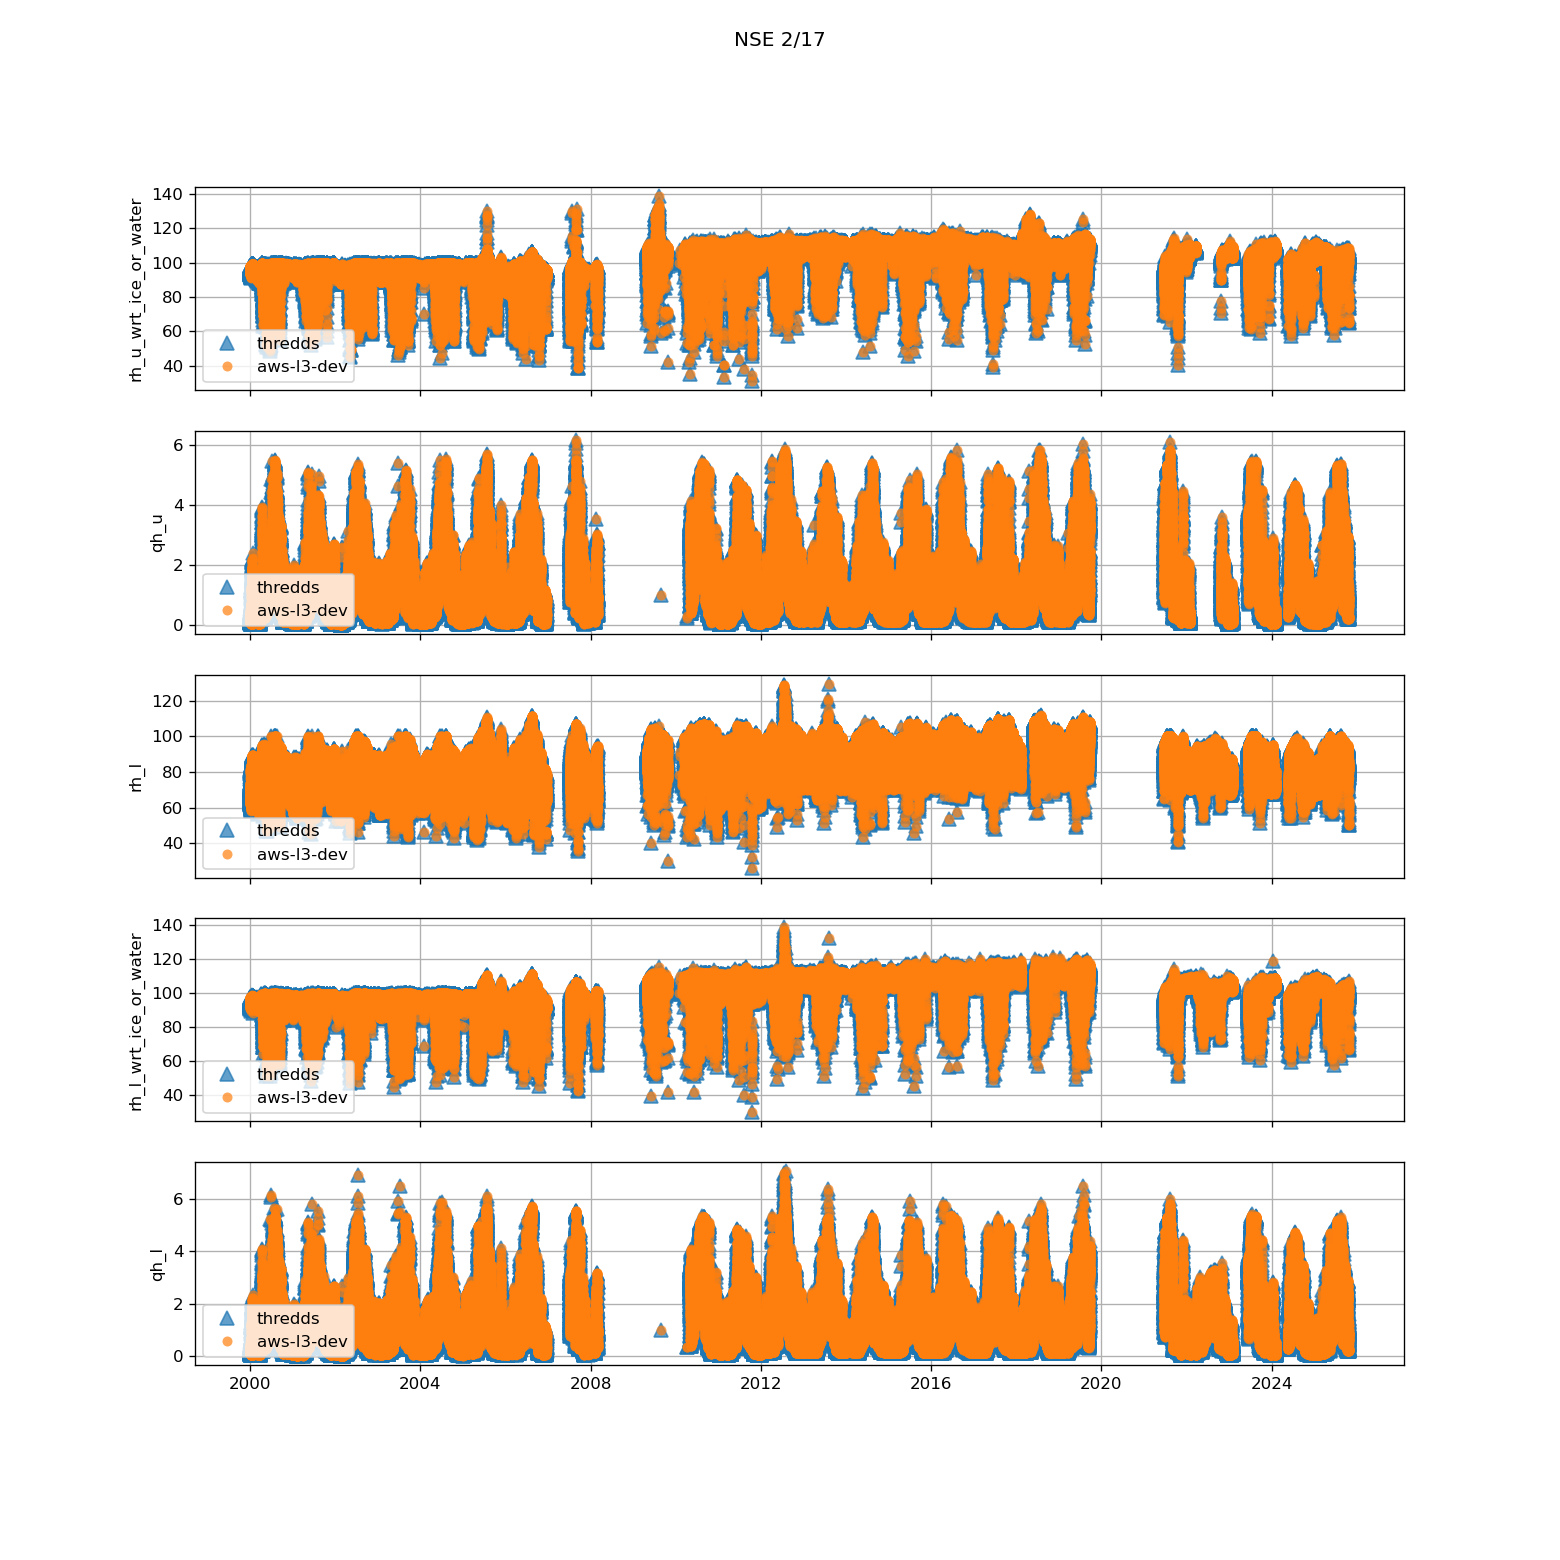 NSE 2/17
rh_u_wrt_ice_or_water
140
120
100
80
60
40
thredds
aws-l3-dev
qh_u
6
4
2
0
thredds
aws-l3-dev
rh_l
120
100
80
60
40
thredds
aws-l3-dev
rh_l_wrt_ice_or_water
140
120
100
80
60
40
thredds
aws-l3-dev
qh_l
6
4
2
0
thredds
aws-l3-dev
2000 2004 2008 2012 2016 2020 2024